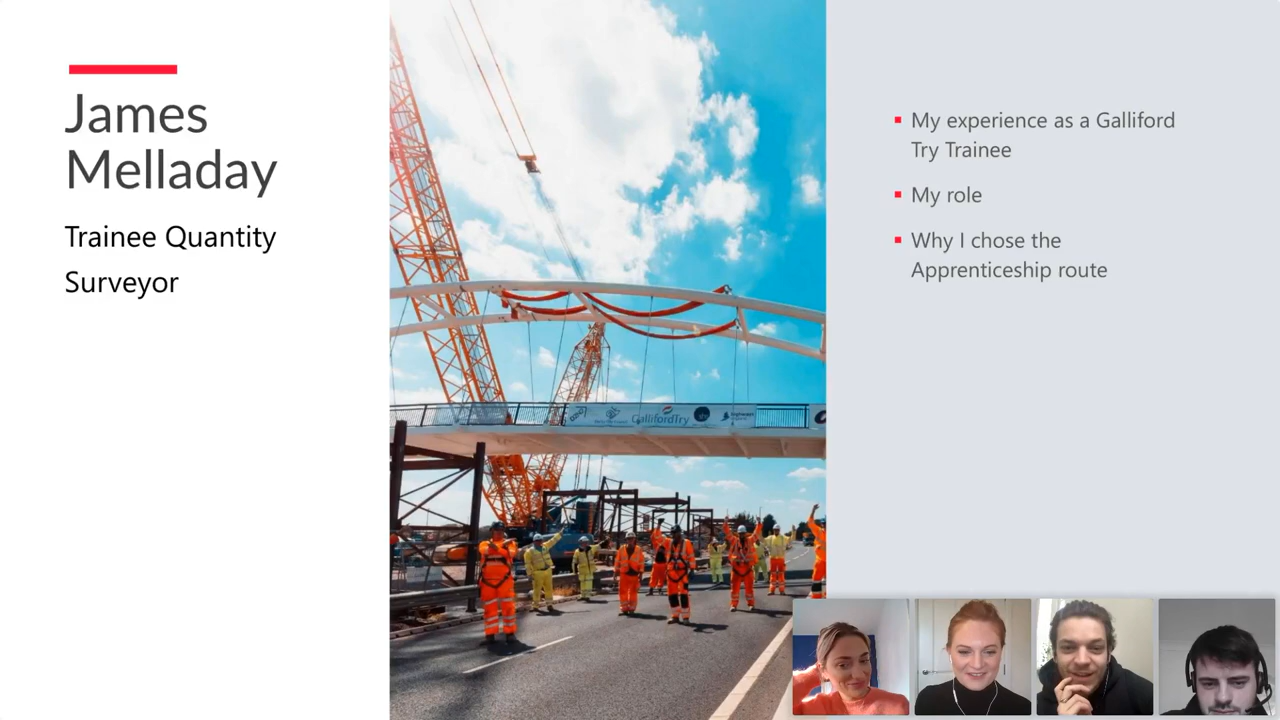 James
Melladay
Trainee Quantity
Surveyor
GallifordTry
My experience as a Galliford
Try Trainee
My role
Why I chose the
Apprenticeship route